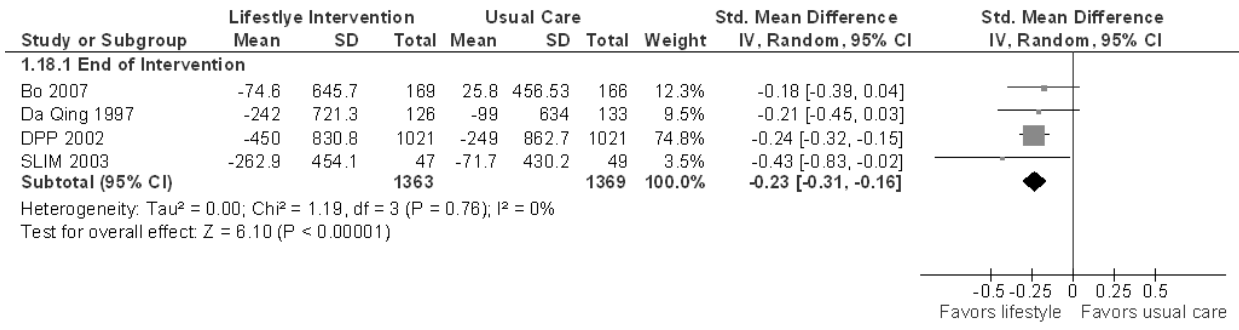 Lifestlye Intervention Usual Care Std. Mean Difference Std. Mean Difference
Study or Subgroup Mean SD Total Mean SD Total Weight IV, Random, 95% CI IV, Random, 95% CI
1.18.1 End of Intervention
Bo 2007 -74.6 645.7 169 25.8 456.53 166 12.3% -0.18 [-0.39, 0.04]
Da Qing 1997 -242 721.3 126 -99 634 133 9.5% -0.21 [-0.45, 0.03]
DPP 2002 -450 830.8 1021 -249 862.7 1021 74.8% -0.24 [-0.32, -0.15]
SLIM 2003 -262.9 454.1 47 -71.7 430.2 49 3.5% -0.43 [-0.83, -0.02]
Subtotal (95% CI) 1363 1369 100.0% -0.23 [-0.31, -0.16]
Heterogeneity: Tau² = 0.00; Chi² = 1.19, df = 3 (P = 0.76); I² = 0%
Test for overall effect: Z = 6.10 (P < 0.00001)
-0.5 -0.25 0 0.25 0.5
Favors lifestyle Favors usual care